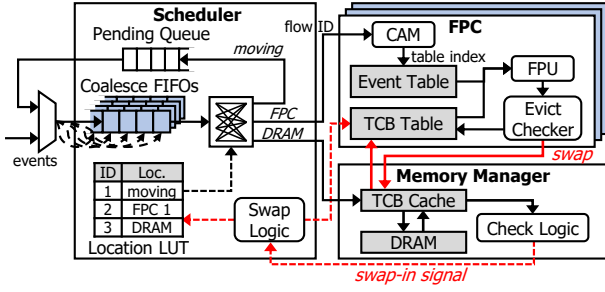 Scheduler
Pending Queue
moving
Coalesce FIFOs
FPC
DRAM
events
ID Loc.
1 moving
2 FPC 1
3 DRAM
Location LUT
Swap
Logic
flow ID
FPC
CAM
table index
Event Table
FPU
TCB Table
Evict
Checker
swap
Memory Manager
TCB Cache
DRAM
Check Logic
swap-in signal